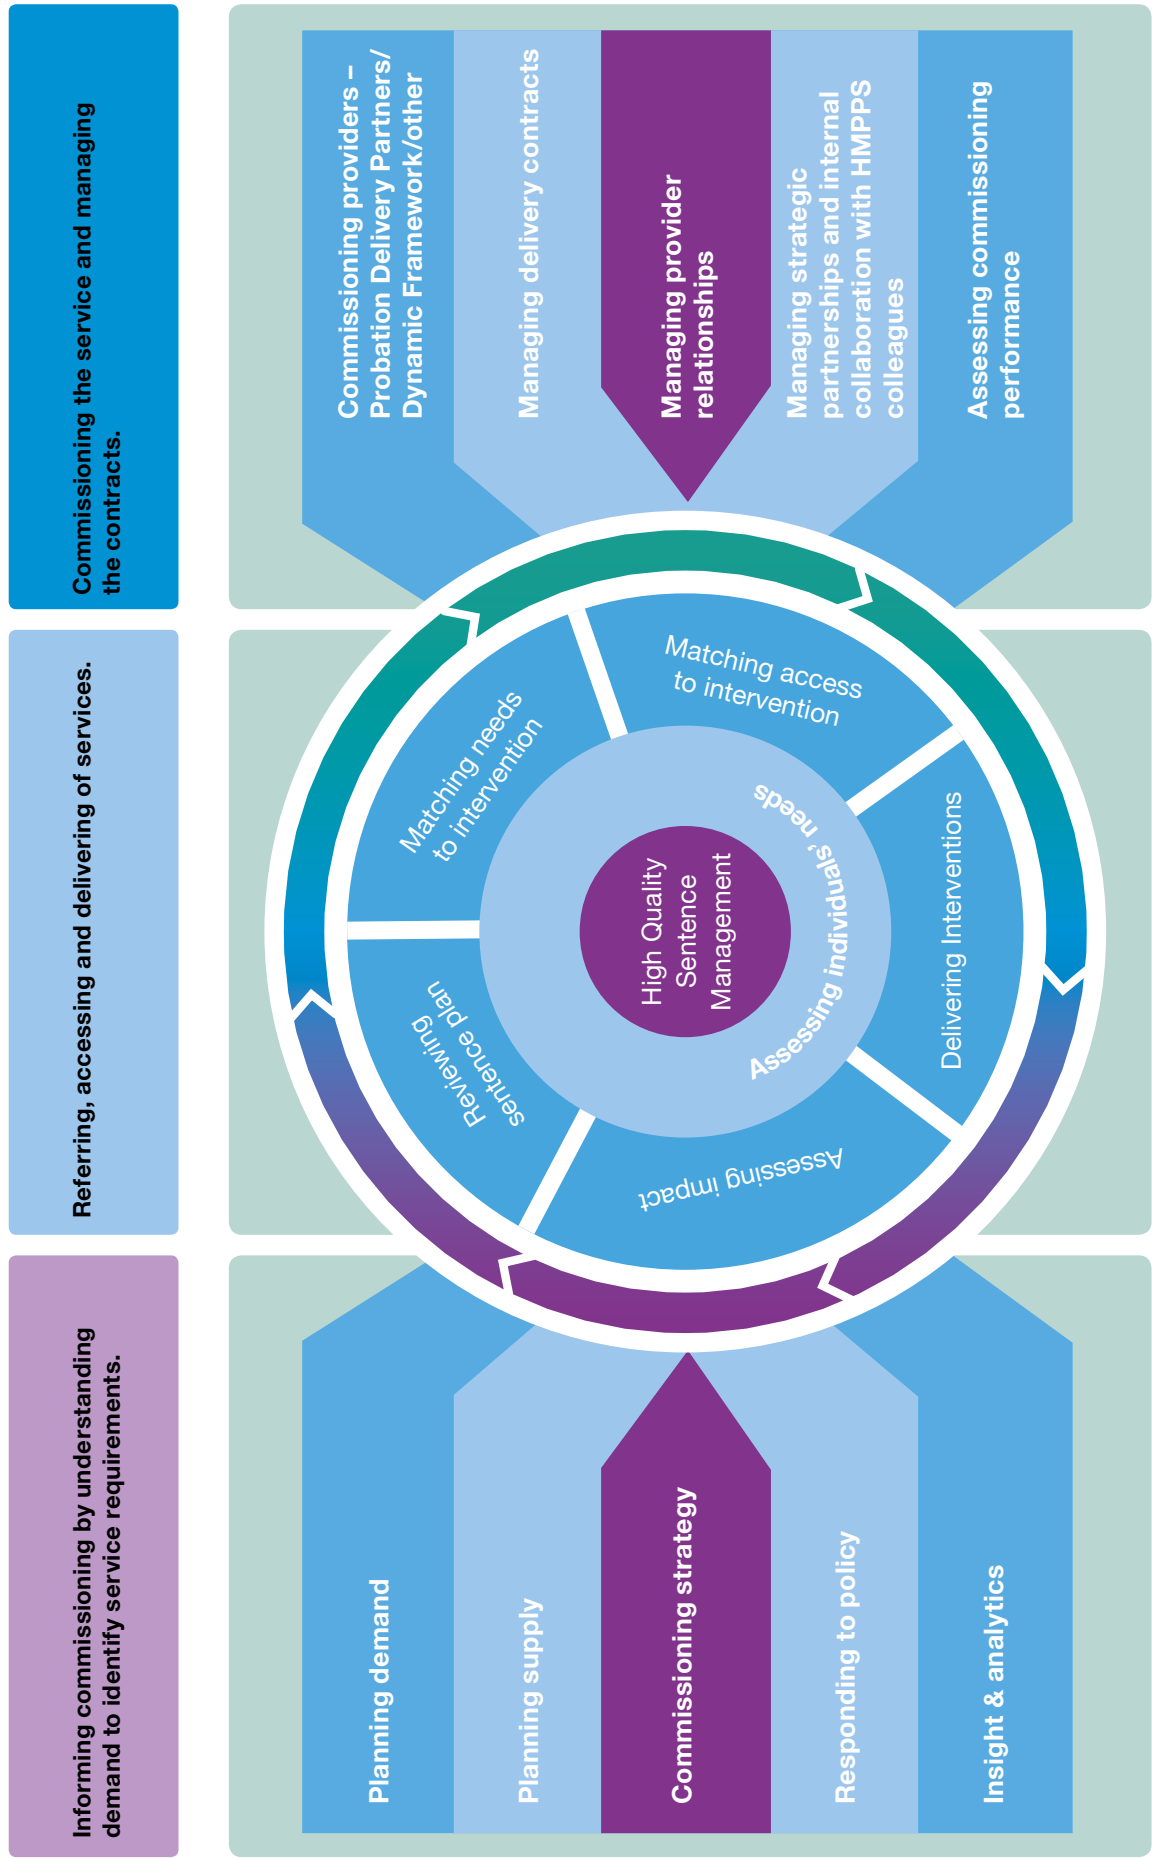 Informing commissioning by understanding
demand to identify service requirements.
Referring, accessing and delivering of services.
Commissioning the service and managing
the contracts.
Planning demand
Planning supply
Commissioning strategy
Responding to policy
Insight & analytics
High Quality
Sentence
Management
Assessing individuals’ needs
Matching needs
to intervention
Matching access
to intervention
Delivering Interventions
Assessing impact
Reviewing
sentence plan
Commissioning providers –
Probation Delivery Partners/
Dynamic Framework/other
Managing delivery contracts
Managing provider
relationships
Managing strategic
partnerships and internal
collaboration with HMPPS
colleagues
Assessing commissioning
performance